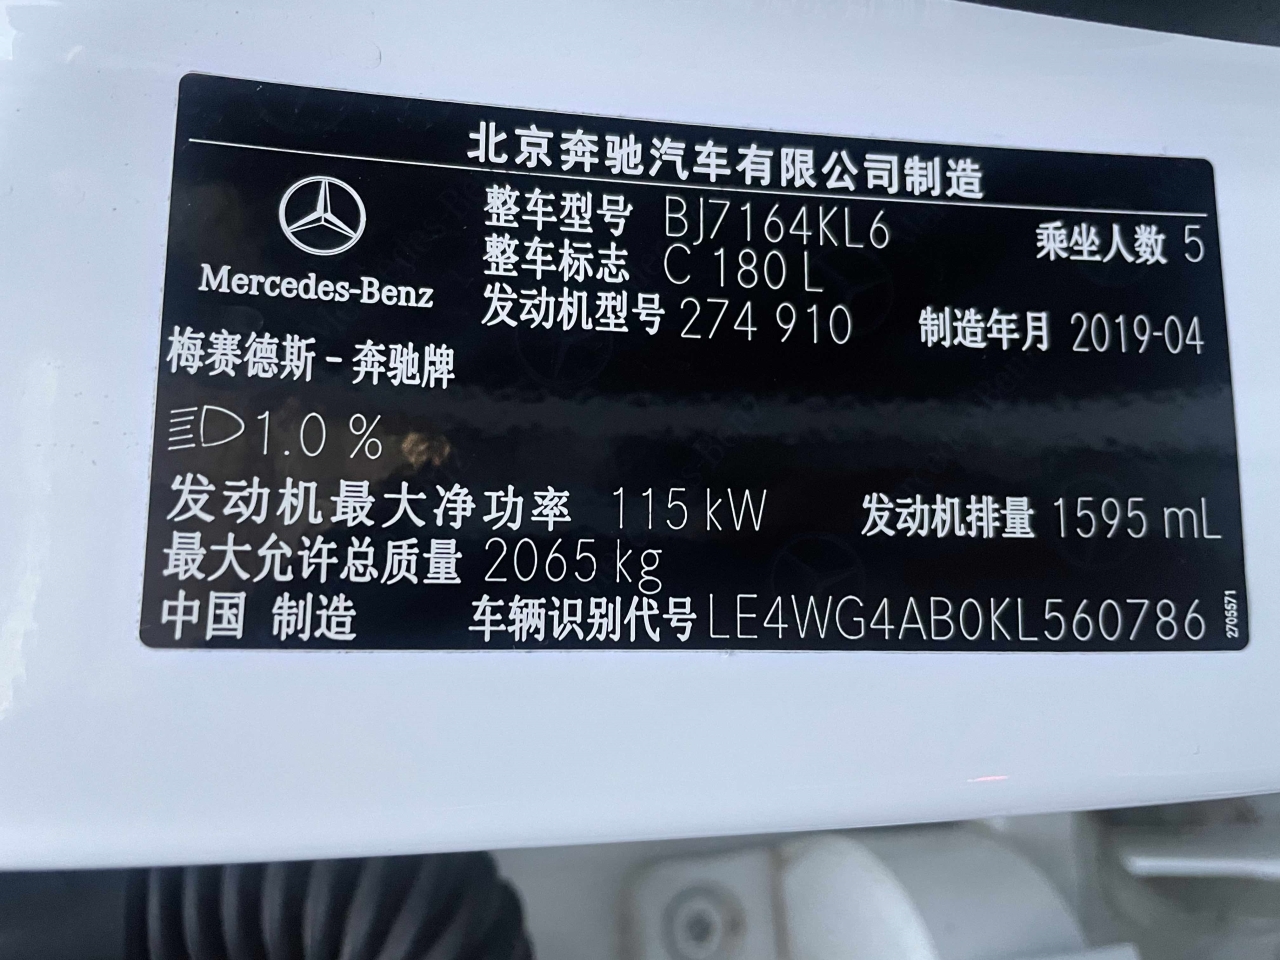 北京奔驰汽车有限公司制造
Mercedes-Benz
梅赛德斯-奔驰牌
整车型号 BJ7164KL6 乘坐人数 5
整车标志 C 180 L
发动机型号 274 910 制造年月 2019-04
1.0 %
发动机最大净功率 115 kW 发动机排量 1595 mL
最大允许总质量 2065 kg
中国 制造 车辆识别代号 LE4WG4AB0KL560786
2705571